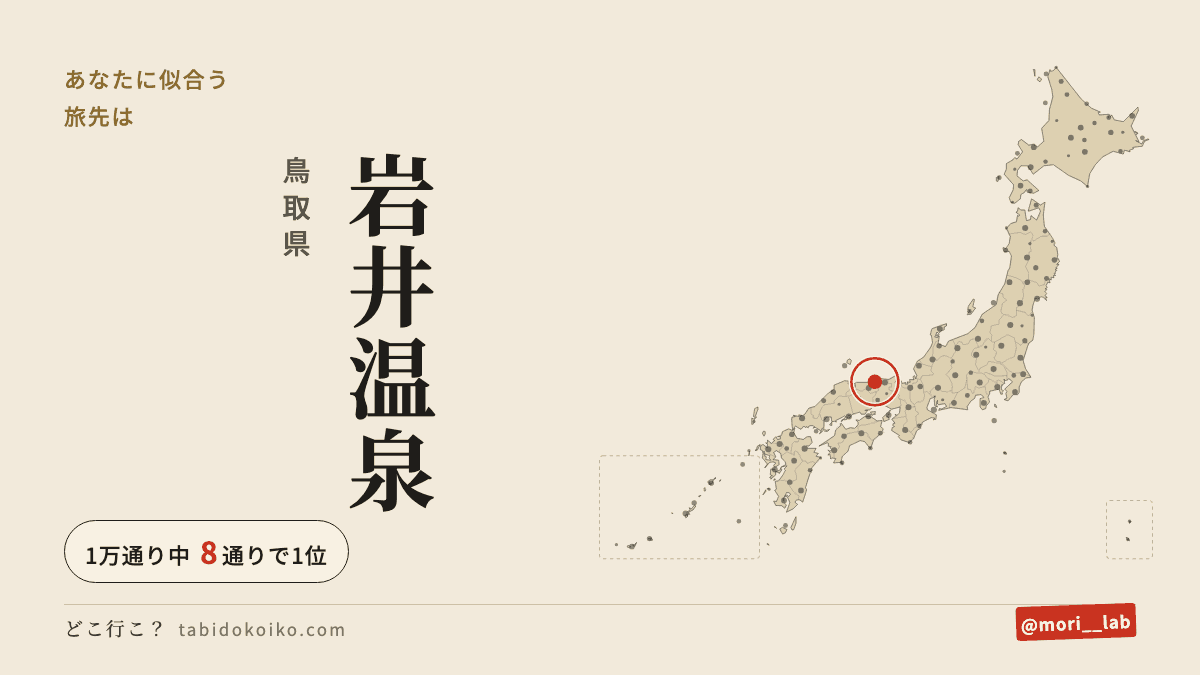 あなたに似合う
旅先は
岩井温泉
鳥取県
1万通り中 8通りで1位
どこ行こ？ tabidokoiko.com
@mori__lab